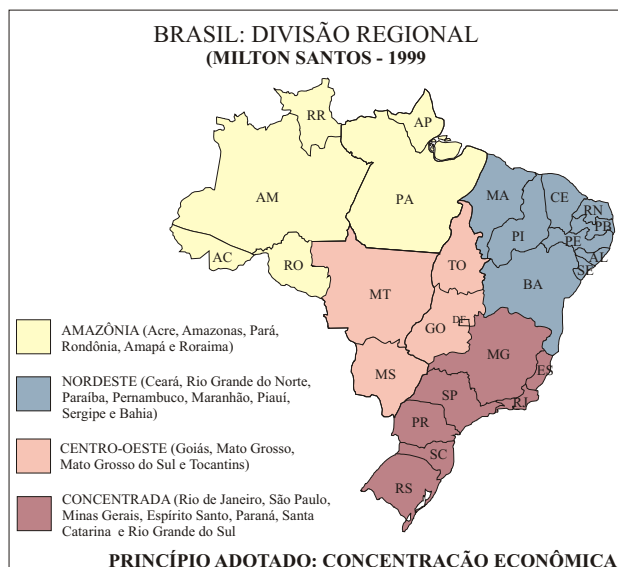 BRASIL: DIVISÃO REGIONAL
(MILTON SANTOS - 1999
RR
AP
AM
PA
MA
CE
RN
PB
PI
PE
AL
SE
AC
RO
TO
BA
MT
GO
DF
MG
ES
MS
SP
RJ
PR
SC
RS
AMAZÔNIA (Acre, Amazonas, Pará,
Rondônia, Amapá e Roraima)
NORDESTE (Ceará, Rio Grande do Norte,
Paraíba, Pernambuco, Maranhão, Piauí,
Sergipe e Bahia)
CENTRO-OESTE (Goiás, Mato Grosso,
Mato Grosso do Sul e Tocantins)
CONCENTRADA (Rio de Janeiro, São Paulo,
Minas Gerais, Espírito Santo, Paraná, Santa
Catarina e Rio Grande do Sul)
PRINCÍPIO ADOTADO: CONCENTRAÇÃO ECONÔMICA